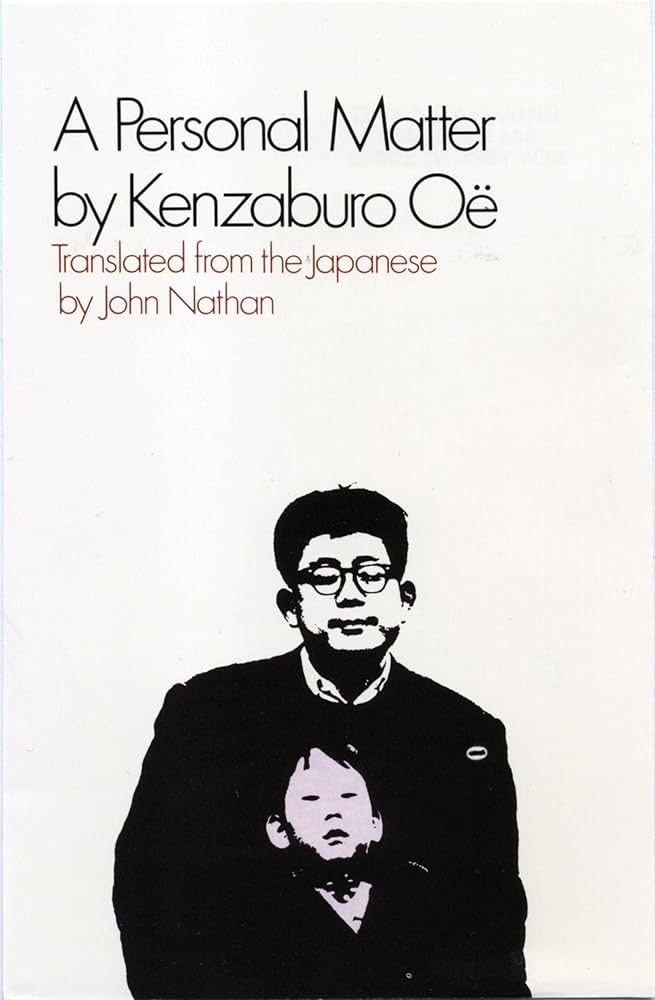 A Personal Matter
by Kenzaburo Oë
Translated from the Japanese
by John Nathan